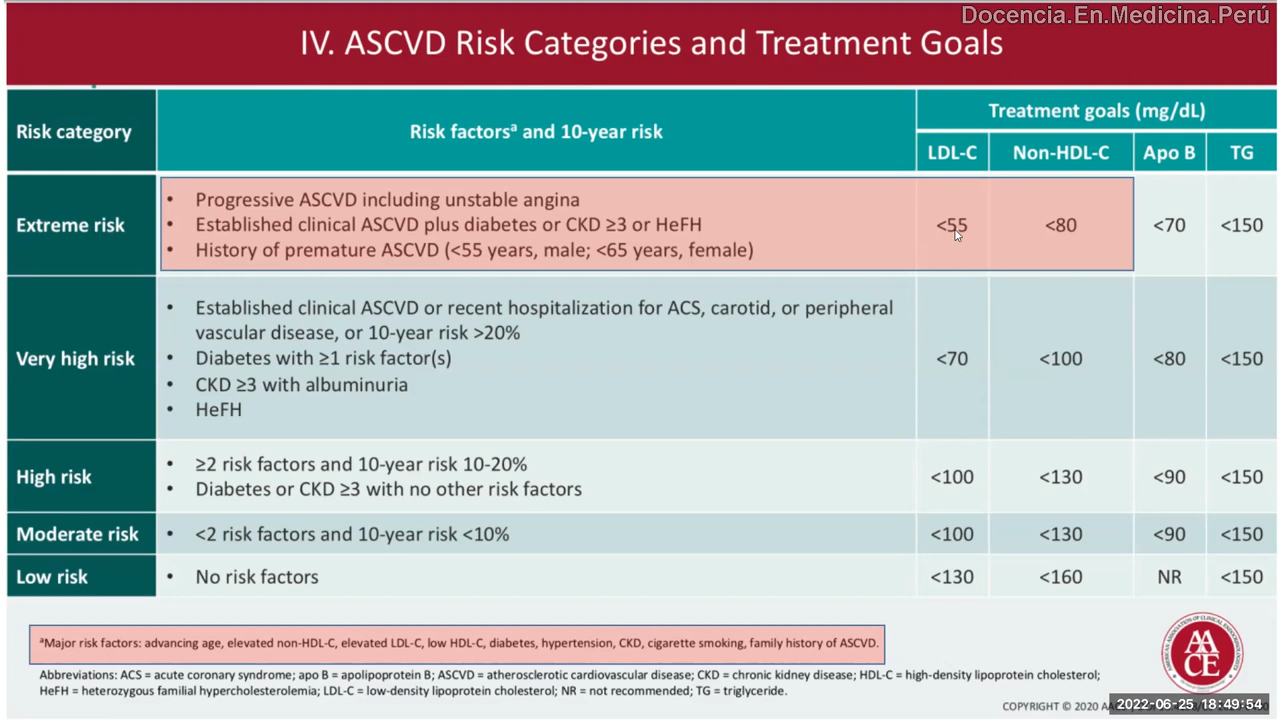 Docencia.En.Medicina.Perú
IV. ASCVD Risk Categories and Treatment Goals
Risk category
Risk factorsᵃ and 10-year risk
Treatment goals (mg/dL)
LDL-C
Non-HDL-C
Apo B
TG
Extreme risk
• Progressive ASCVD including unstable angina
• Established clinical ASCVD plus diabetes or CKD ≥3 or HeFH
• History of premature ASCVD (<55 years, male; <65 years, female)
<55
<80
<70
<150
Very high risk
• Established clinical ASCVD or recent hospitalization for ACS, carotid, or peripheral
vascular disease, or 10-year risk >20%
• Diabetes with ≥1 risk factor(s)
• CKD ≥3 with albuminuria
• HeFH
<70
<100
<80
<150
High risk
• ≥2 risk factors and 10-year risk 10-20%
• Diabetes or CKD ≥3 with no other risk factors
<100
<130
<90
<150
Moderate risk
• <2 risk factors and 10-year risk <10%
<100
<130
<90
<150
Low risk
• No risk factors
<130
<160
NR
<150
ᵃMajor risk factors: advancing age, elevated non-HDL-C, elevated LDL-C, low HDL-C, diabetes, hypertension, CKD, cigarette smoking, family history of ASCVD.
Abbreviations: ACS = acute coronary syndrome; apo B = apolipoprotein B; ASCVD = atherosclerotic cardiovascular disease; CKD = chronic kidney disease; HDL-C = high-density lipoprotein cholesterol;
HeFH = heterozygous familial hypercholesterolemia; LDL-C = low-density lipoprotein cholesterol; NR = not recommended; TG = triglyceride.
AACE
COPYRIGHT © 2020
2022-06-25 18:49:54